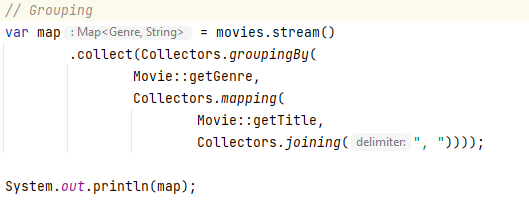 // Grouping
var map : Map<Genre, String> = movies.stream()
.collect(Collectors.groupingBy(
Movie::getGenre,
Collectors.mapping(
Movie::getTitle,
Collectors.joining( delimiter: ", "))));
System.out.println(map);